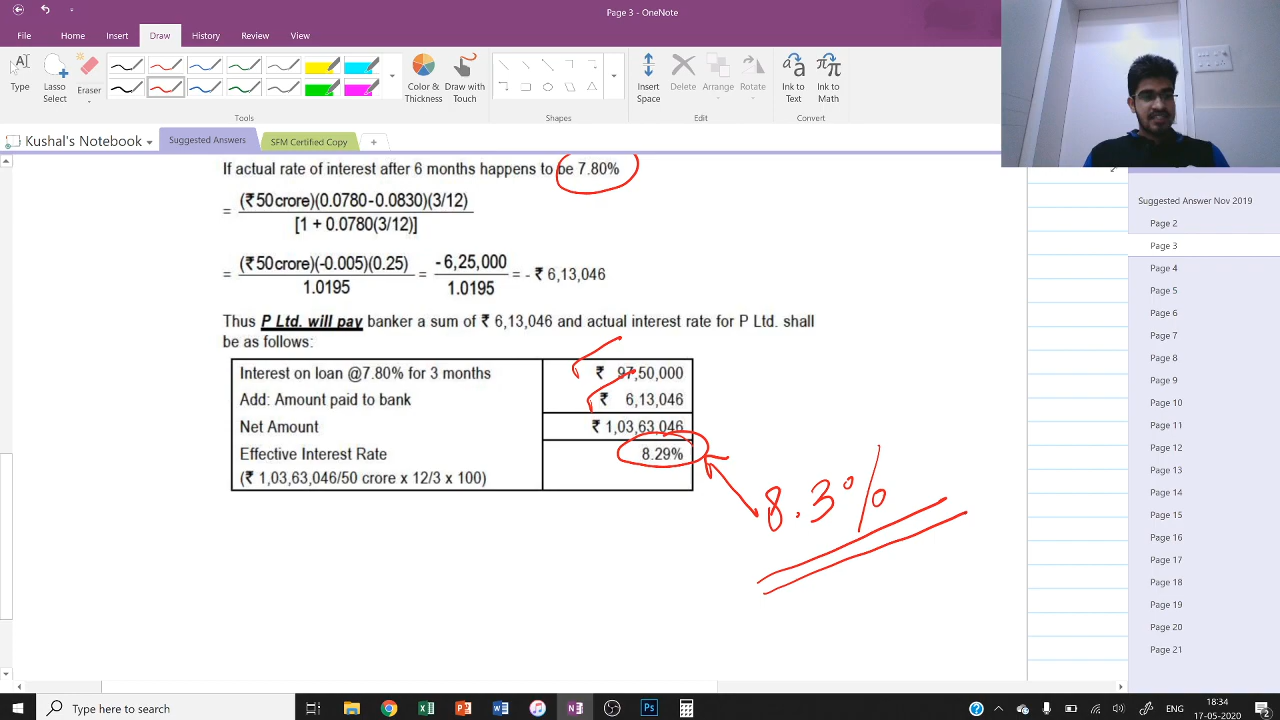 Page 3 - OneNote
File Home Insert Draw History Review View
Type Lasso Select Eraser Color & Thickness Draw with Touch Insert Space Delete Arrange Rotate Ink to Text Ink to Math
Tools Shapes Edit Convert
Kushal's Notebook Suggested Answers SFM Certified Copy +
If actual rate of interest after 6 months happens to be 7.80%
= (₹50crore)(0.0780-0.0830)(3/12)
[1 + 0.0780(3/12)]
= (₹50crore)(-0.005)(0.25) = -6,25,000 = - ₹ 6,13,046
1.0195 1.0195
Thus P Ltd. will pay banker a sum of ₹ 6,13,046 and actual interest rate for P Ltd. shall
be as follows:
Interest on loan @7.80% for 3 months ₹ 97,50,000
Add: Amount paid to bank ₹ 6,13,046
Net Amount ₹ 1,03,63,046
Effective Interest Rate 8.29%
(₹ 1,03,63,046/50 crore x 12/3 x 100)
8.3%
Suggested Answer Nov 2019
Page 2
Page 3
Page 4
Page 5
Page 6
Page 7
Page 8
Page 9
Page 10
Page 11
Page 12
Page 13
Page 14
Page 15
Page 16
Page 17
Page 18
Page 19
Page 20
Page 21
Type here to search
18:34
17-05-2020